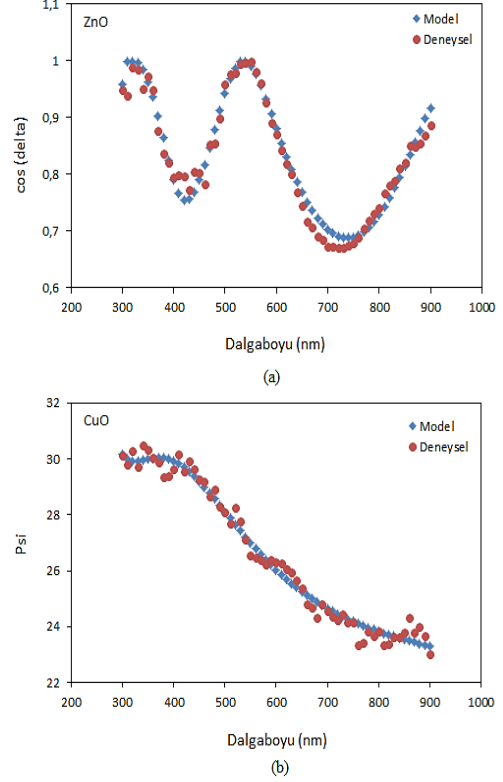 ZnO
Model
Deneysel
1,1
1
0,9
0,8
0,7
0,6
cos (delta)
200 300 400 500 600 700 800 900 1000
Dalgaboyu (nm)
(a)
CuO
Model
Deneysel
32
30
28
26
24
22
Psi
200 300 400 500 600 700 800 900 1000
Dalgaboyu (nm)
(b)